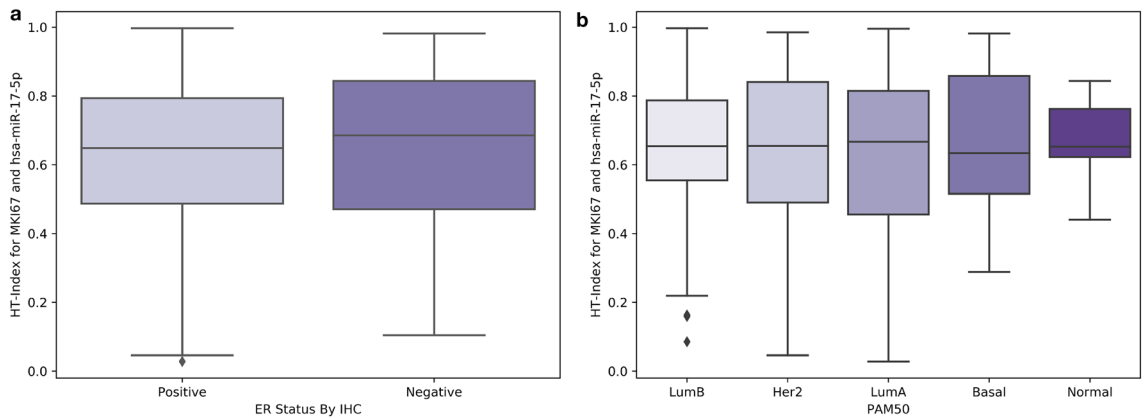 a
HT-Index for MKI67 and hsa-miR-17-5p
1.0
0.8
0.6
0.4
0.2
0.0
Positive Negative
ER Status By IHC
b
HT-Index for MKI67 and hsa-miR-17-5p
1.0
0.8
0.6
0.4
0.2
0.0
LumB Her2 LumA Basal Normal
PAM50